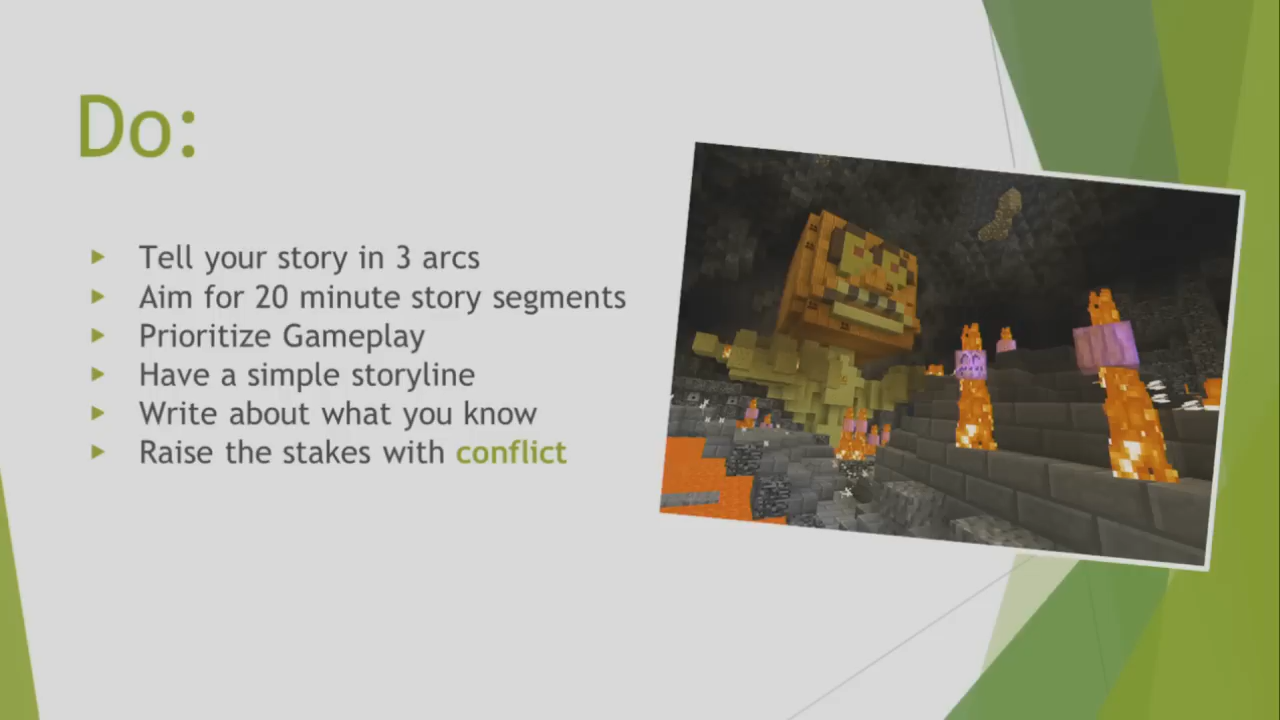 Do:
Tell your story in 3 arcs
Aim for 20 minute story segments
Prioritize Gameplay
Have a simple storyline
Write about what you know
Raise the stakes with conflict